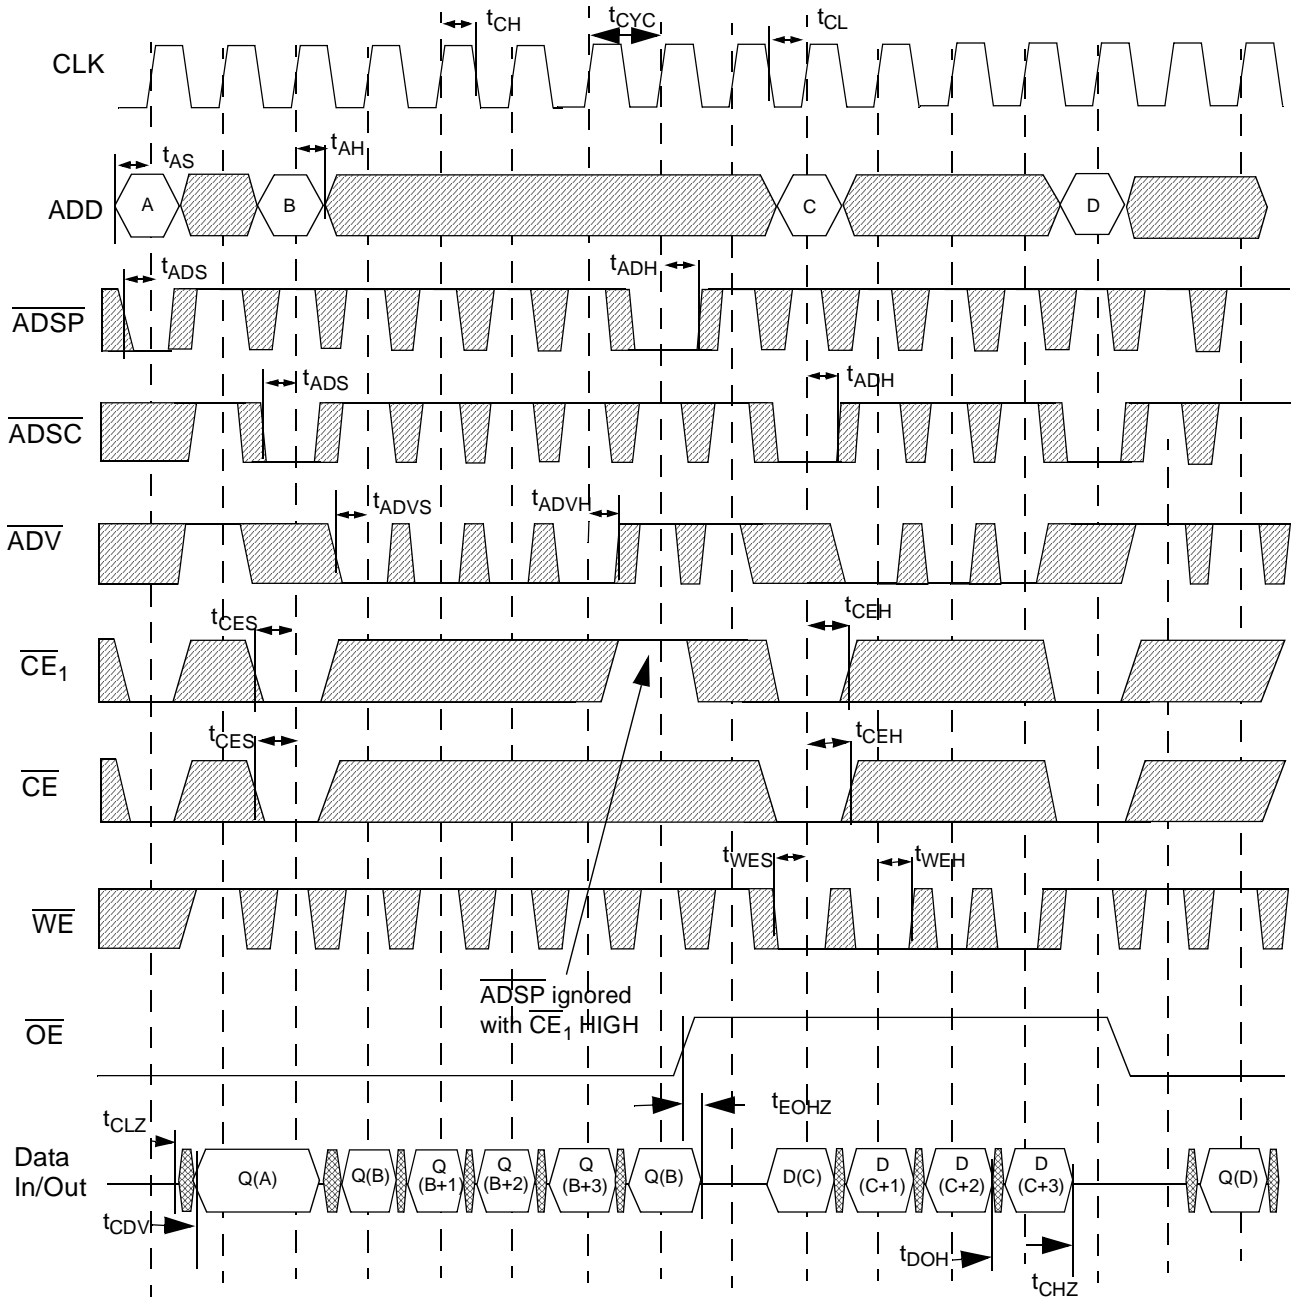 tCH tCYC tCL
CLK
tAS tAH
ADD A B C D
tADS tADH
ADSP
tADS tADH
ADSC
tADVS tADVH
ADV
tCES tCEH
CE1
tCES tCEH
CE
tWES tWEH
WE
ADSP ignored
with CE1 HIGH
OE
tCLZ tEOHZ
Data
In/Out
Q(A) Q(B) Q (B+1) Q (B+2) Q (B+3) Q(B) D(C) D (C+1) D (C+2) D (C+3) Q(D)
tCDV tDOH tCHZ